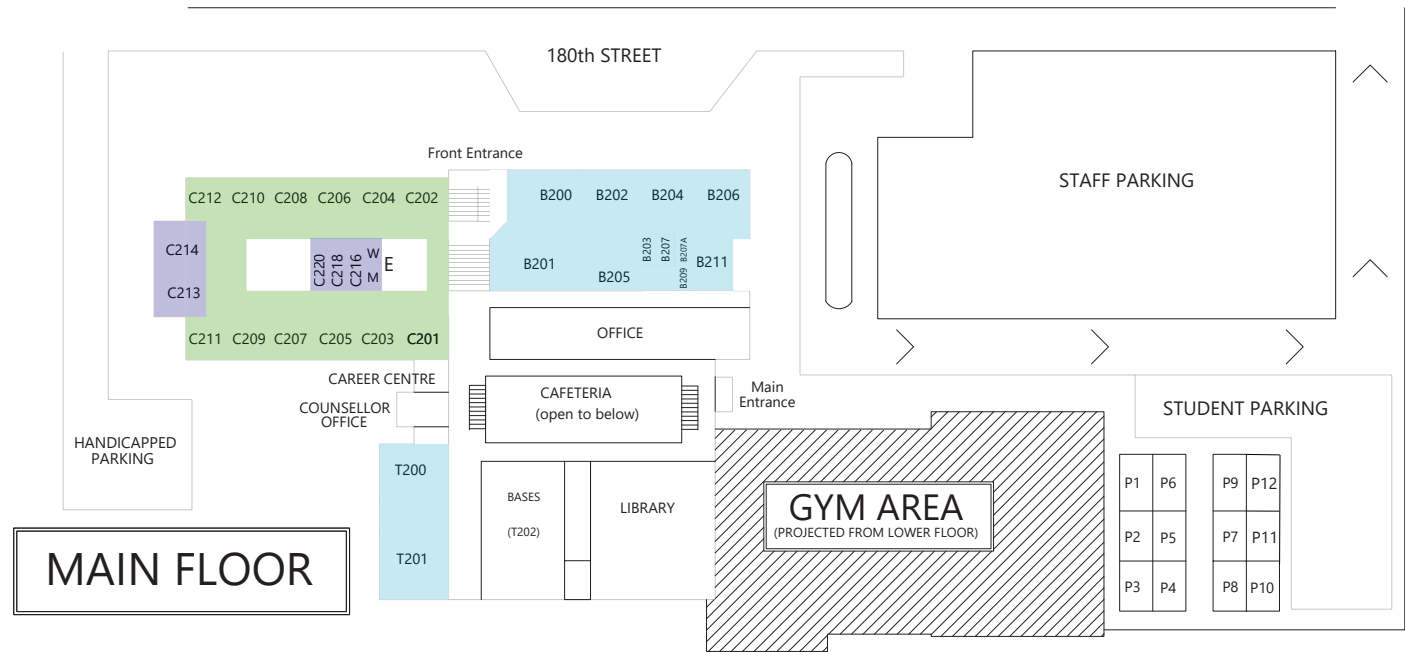 180th STREET
Front Entrance
STAFF PARKING
C212 C210 C208 C206 C204 C202
B200 B202 B204 B206
C214
C213
C220
C218
C216
W
M
E
B201
B205
B203
B207
B207A
B209
B211
C211 C209 C207 C205 C203 C201
OFFICE
CAREER CENTRE
COUNSELLOR
OFFICE
CAFETERIA
(open to below)
Main
Entrance
STUDENT PARKING
HANDICAPPED
PARKING
T200
T201
BASES
(T202)
LIBRARY
GYM AREA
(PROJECTED FROM LOWER FLOOR)
P1 P6 P9 P12
P2 P5 P7 P11
P3 P4 P8 P10
MAIN FLOOR